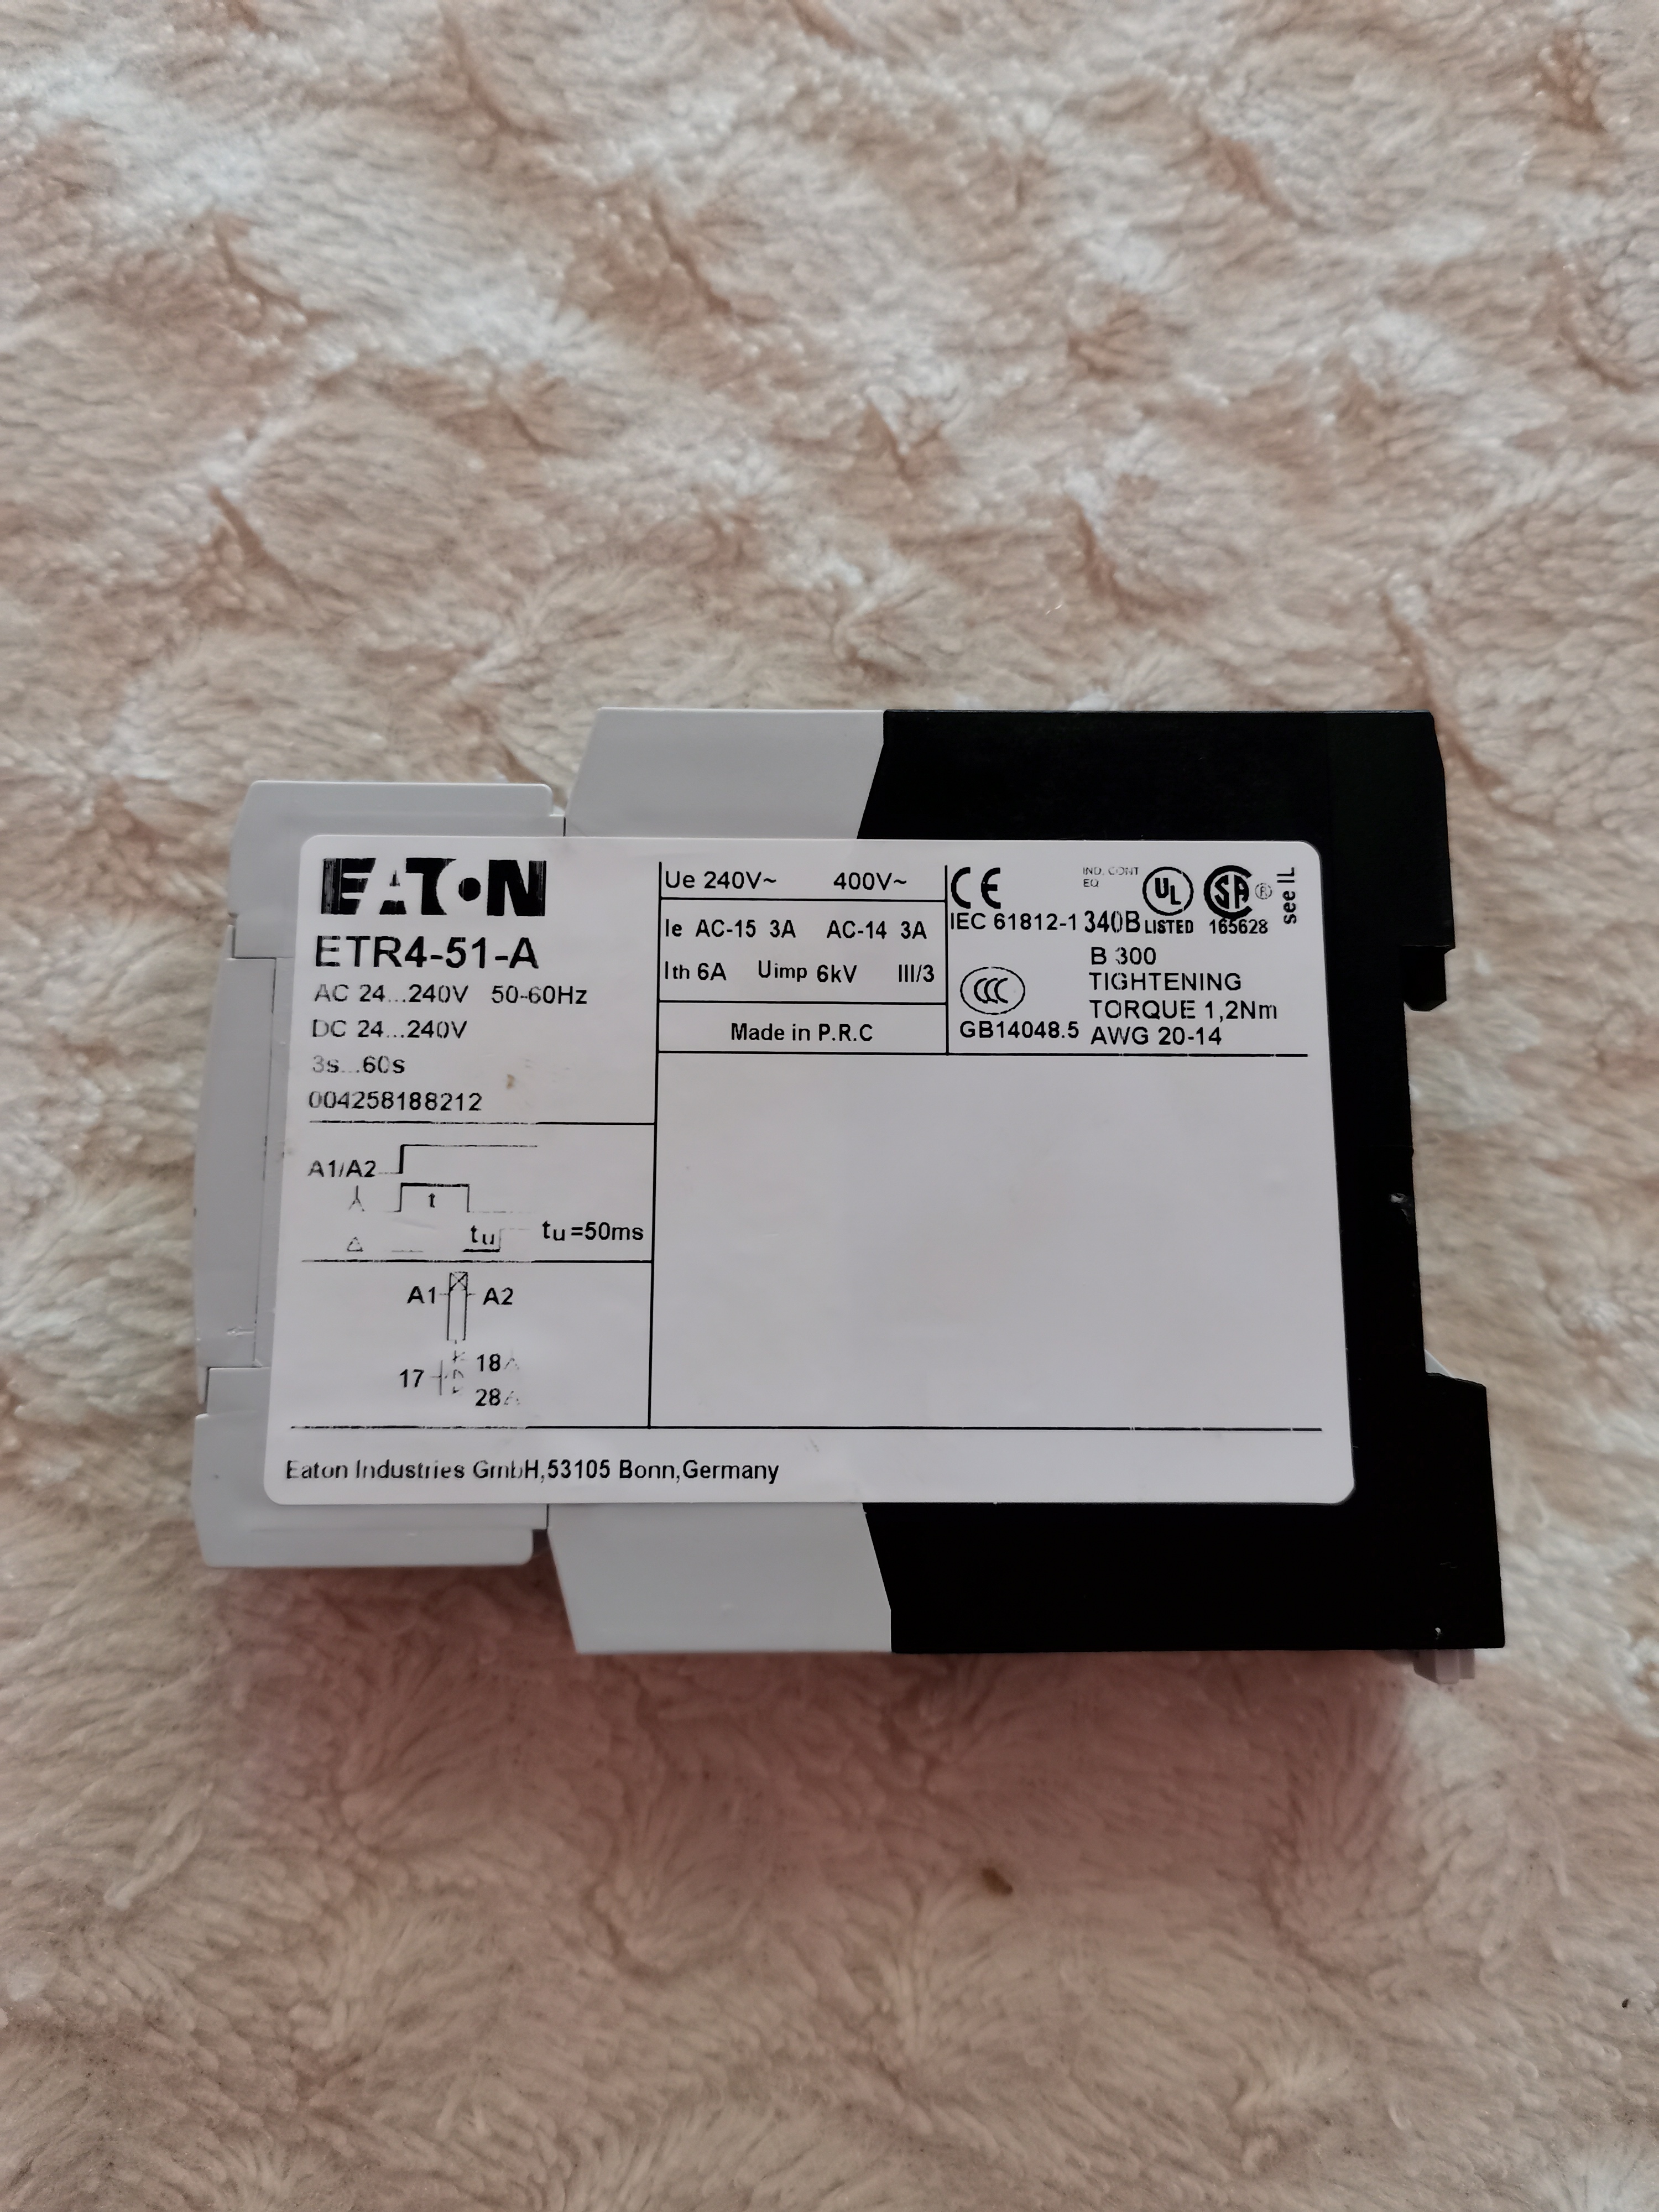 EATON
ETR4-51-A
AC 24...240V 50-60Hz
DC 24...240V
3s...60s
004258188212
A1/A2
t
tu tu=50ms
A1 A2
17 18
28
Ue 240V~ 400V~
Ie AC-15 3A AC-14 3A
Ith 6A Uimp 6kV III/3
Made in P.R.C
CE
IEC 61812-1
CCC
GB14048.5
IND. CONT
EQ
340B
UL
LISTED
SA ®
165628
see IL
B 300
TIGHTENING
TORQUE 1,2Nm
AWG 20-14
Eaton Industries GmbH,53105 Bonn,Germany